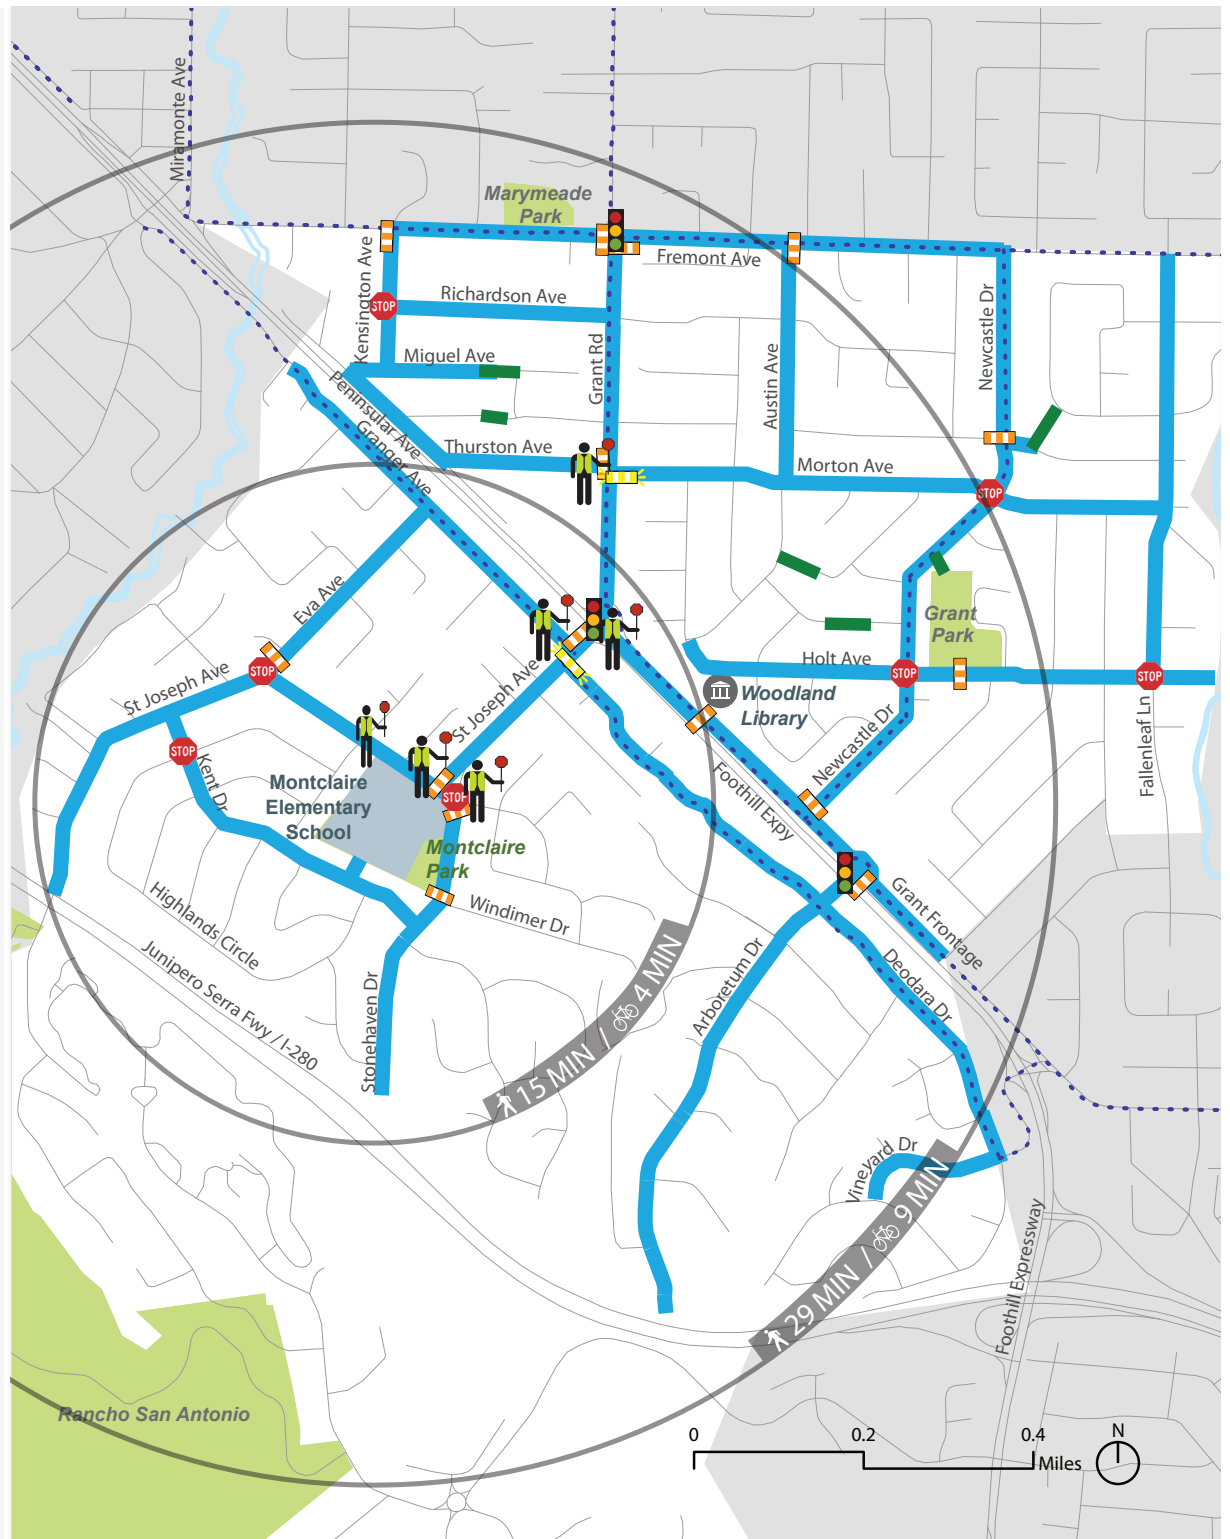 Miramonte Ave
Marymeade
Park
Fremont Ave
Kensington Ave
Richardson Ave
STOP
Newcastle Dr
Grant Rd
Miguel Ave
Austin Ave
Peninsular Ave
Granger Ave
Thurston Ave
Morton Ave
STOP
Eva Ave
Grant
Park
Holt Ave
STOP
STOP
STOP
St Joseph Ave
St Joseph Ave
Woodland
Library
Newcastle Dr
Fallenleaf Ln
STOP
Kent Dr
Montclaire
Elementary
School
STOP
Foothill Expy
Montclaire
Park
Windimer Dr
Grant Frontage
Highlands Circle
Junipero Serra Fwy / I-280
Stonehaven Dr
Arboretum Dr
Deodara Dr
15 MIN / 4 MIN
Vineyard Dr
29 MIN / 9 MIN
Foothill Expressway
Rancho San Antonio
0 0.2 0.4
Miles
N